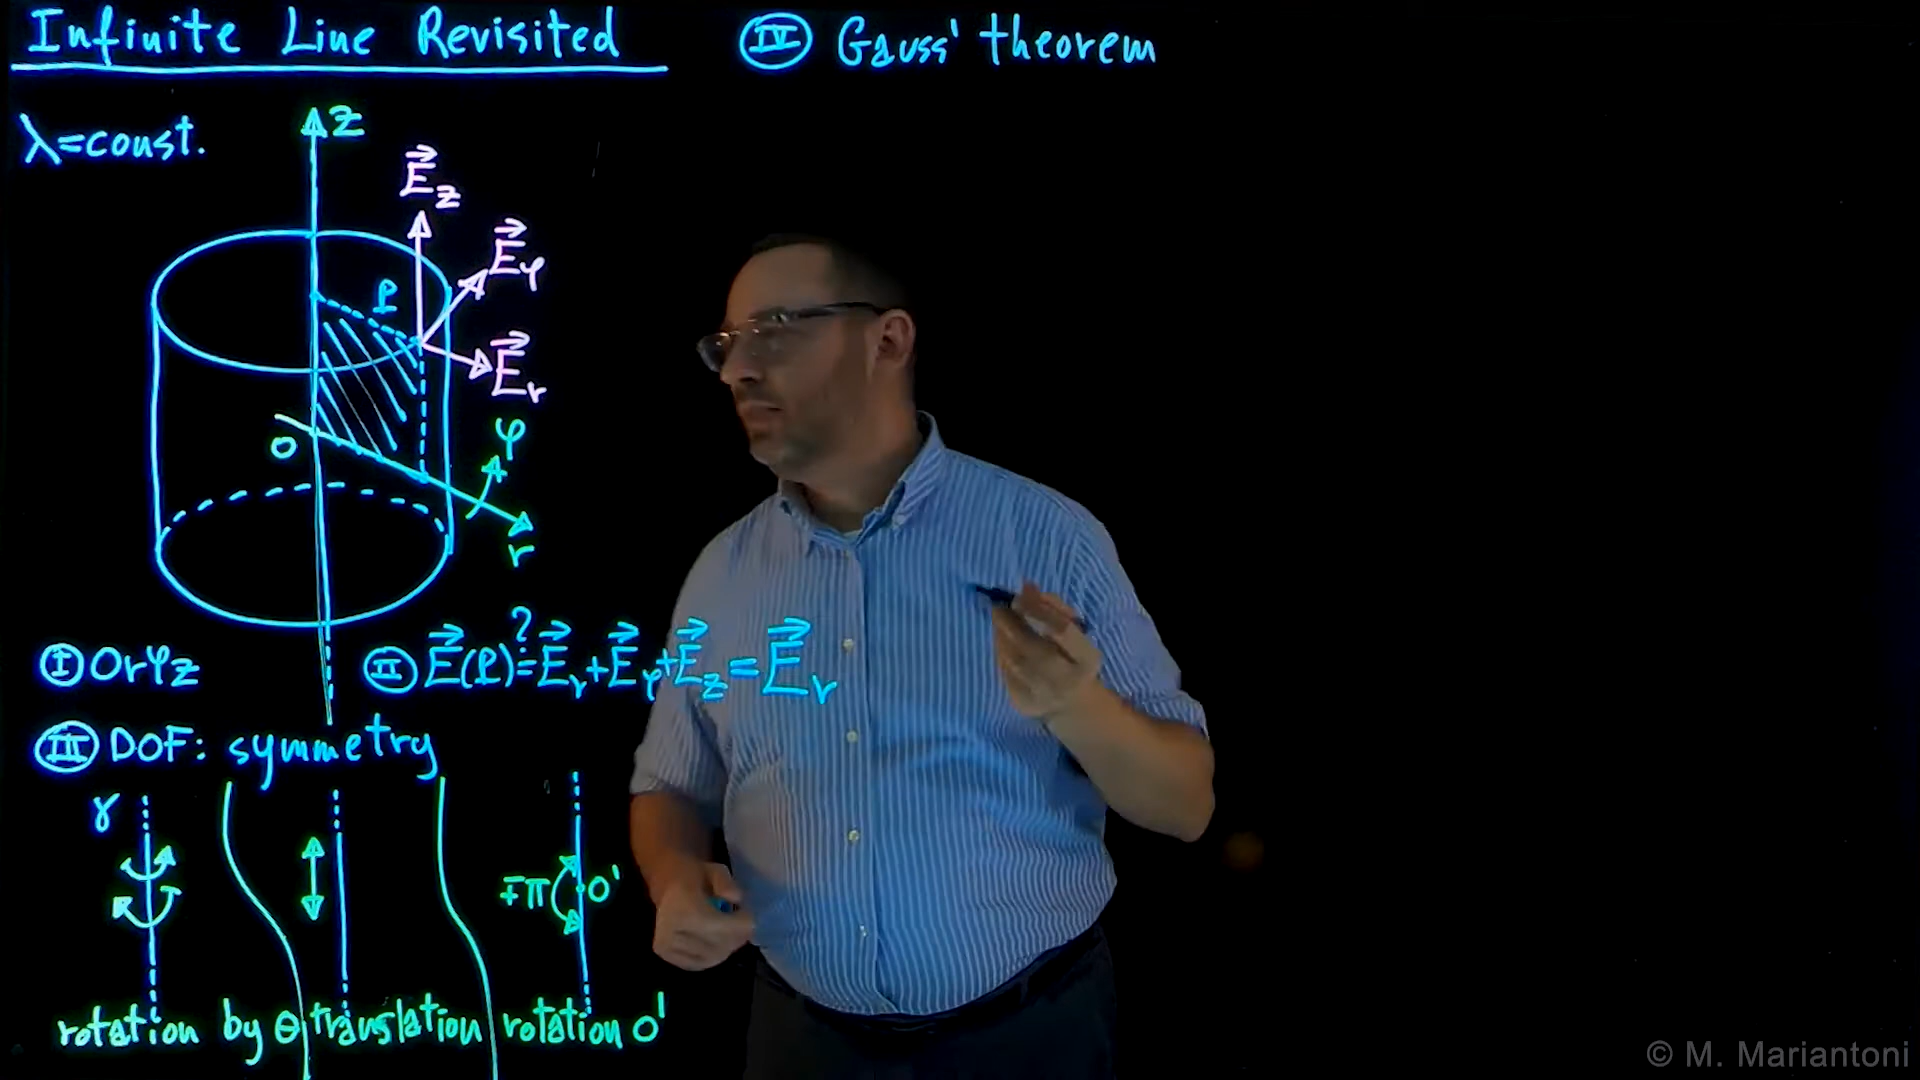 Infinite Line Revisited
IV Gauss' theorem
λ=const.
z
E⃗z
E⃗φ
P
E⃗r
φ
O
r
I Orφz
II E⃗(P)=?E⃗r+E⃗φ+E⃗z=E⃗r
III DOF: symmetry
γ
∓π
O'
rotation by θ
translation
rotation O'
© M. Mariantoni